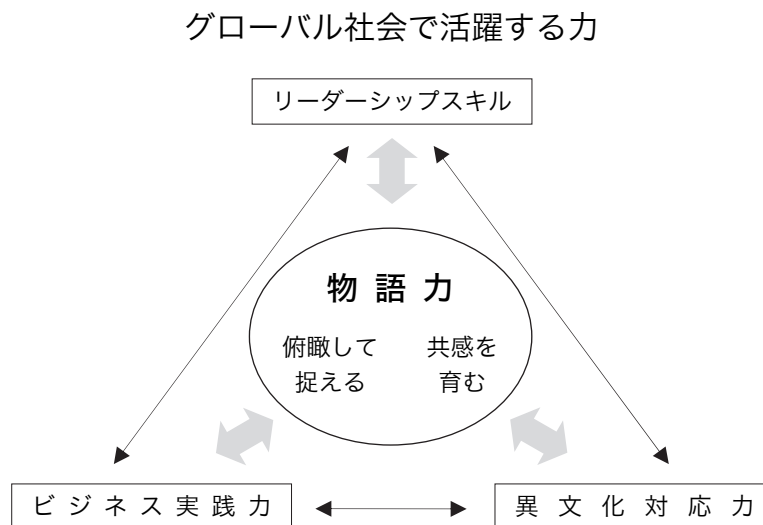 グローバル社会で活躍する力
リーダーシップスキル
物語力
俯瞰して
捉える
共感を
育む
ビジネス実践力
異文化対応力